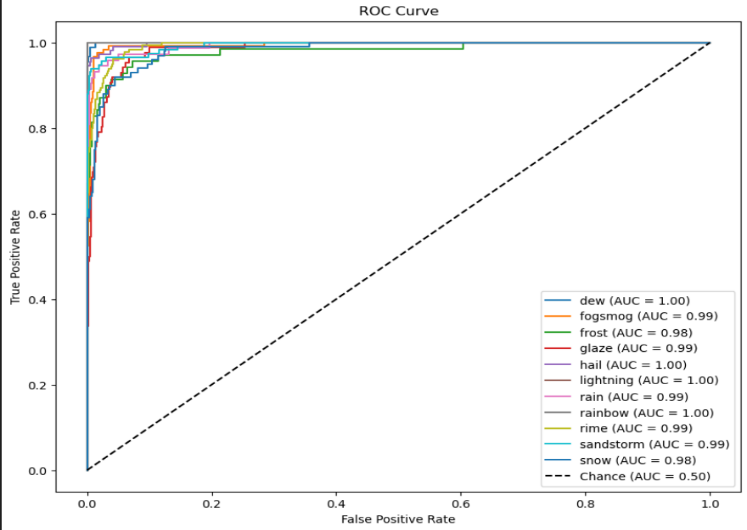 ROC Curve
1.0
0.8
0.6
0.4
0.2
0.0
True Positive Rate
0.0 0.2 0.4 0.6 0.8 1.0
False Positive Rate
dew (AUC = 1.00)
fogsmog (AUC = 0.99)
frost (AUC = 0.98)
glaze (AUC = 0.99)
hail (AUC = 1.00)
lightning (AUC = 1.00)
rain (AUC = 0.99)
rainbow (AUC = 1.00)
rime (AUC = 0.99)
sandstorm (AUC = 0.99)
snow (AUC = 0.98)
Chance (AUC = 0.50)